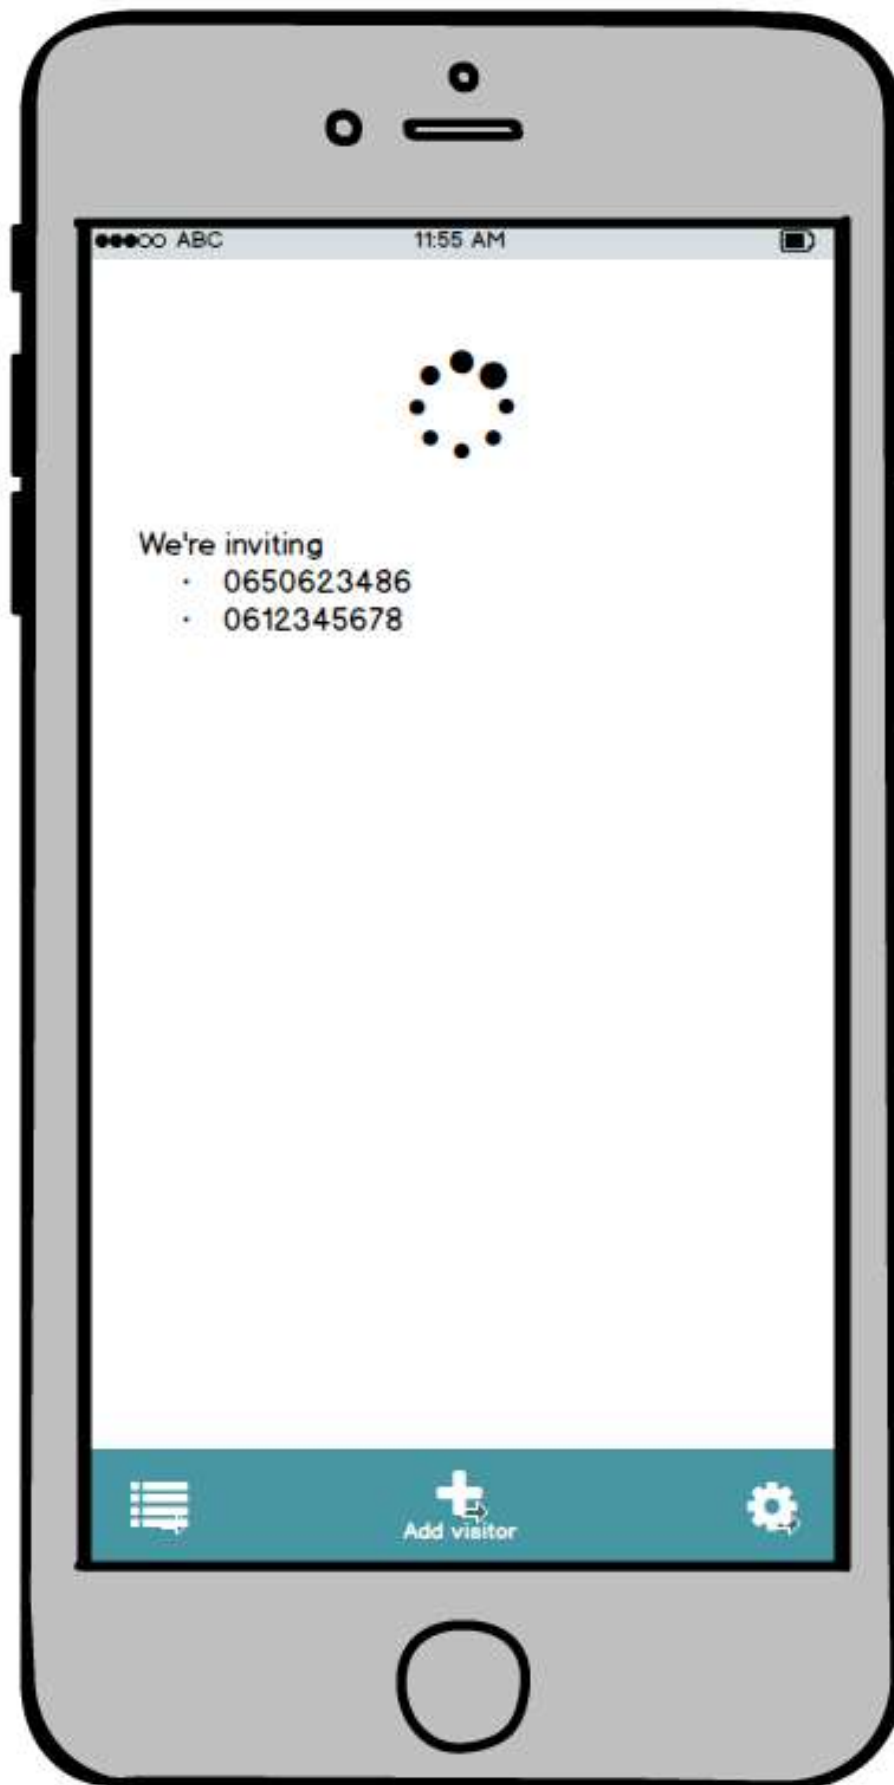 ABC 11:55 AM
We're inviting
· 0650623486
· 0612345678
Add visitor